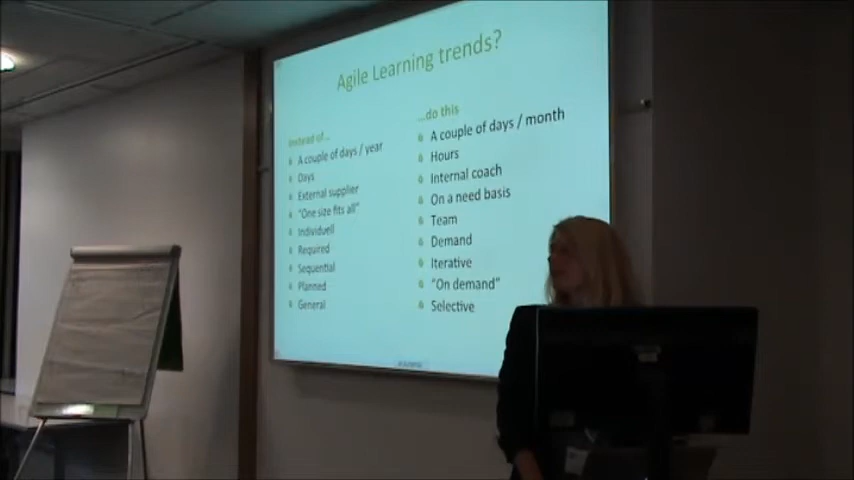 Agile Learning trends?
Instead of...
A couple of days / year
Days
External supplier
"One size fits all"
Individuell
Required
Sequential
Planned
General
...do this
A couple of days / month
Hours
Internal coach
On a need basis
Team
Demand
Iterative
"On demand"
Selective